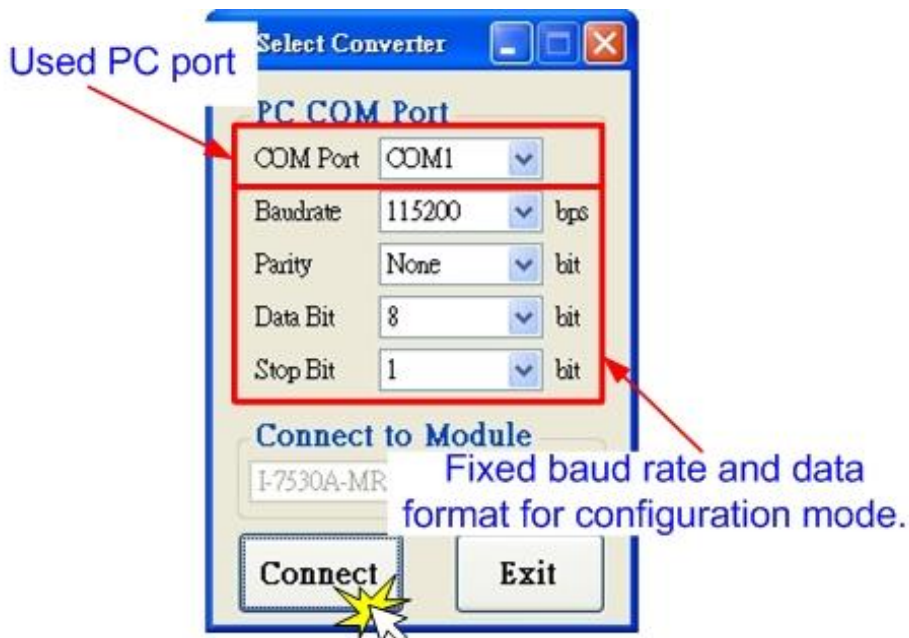 Select Converter
Used PC port
PC COM Port
COM Port COM1
Baudrate 115200 bps
Parity None bit
Data Bit 8 bit
Stop Bit 1 bit
Connect to Module
I-7530A-MR
Fixed baud rate and data
format for configuration mode.
Connect Exit